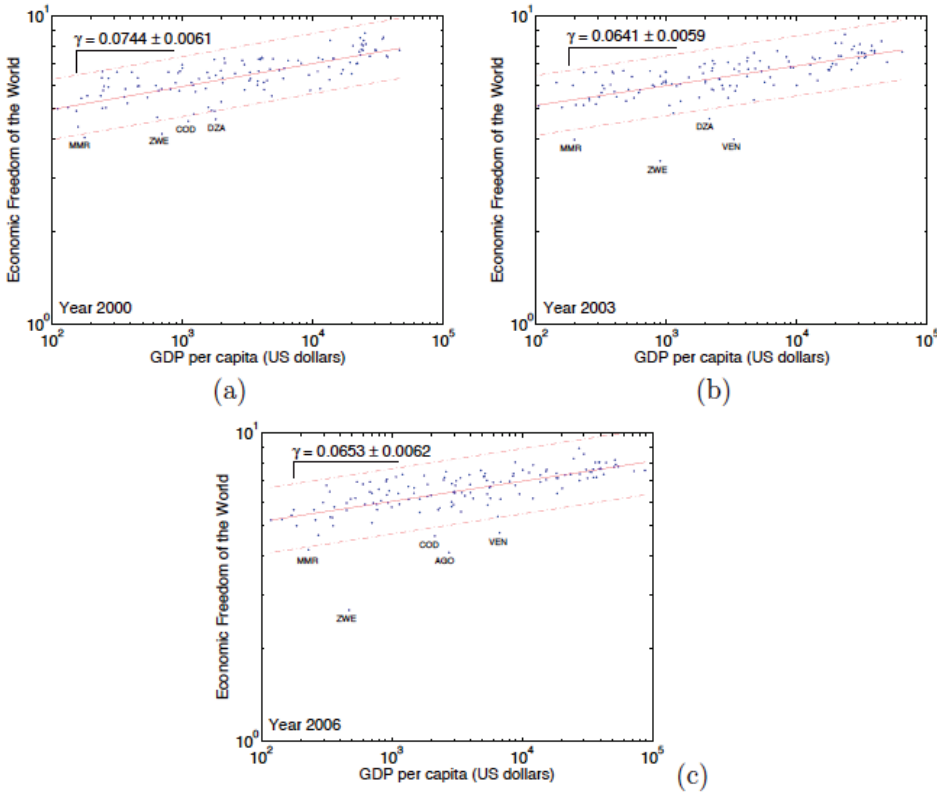 10¹
γ = 0.0744 ± 0.0061
Economic Freedom of the World
MMR
ZWE
COD
DZA
Year 2000
10⁰
10² 10³ 10⁴ 10⁵
GDP per capita (US dollars)
(a)
10¹
γ = 0.0641 ± 0.0059
Economic Freedom of the World
DZA
MMR
VEN
ZWE
Year 2003
10⁰
10² 10³ 10⁴ 10⁵
GDP per capita (US dollars)
(b)
10¹
γ = 0.0653 ± 0.0062
Economic Freedom of the World
COD
VEN
MMR
AGO
ZWE
Year 2006
10⁰
10² 10³ 10⁴ 10⁵
GDP per capita (US dollars)
(c)